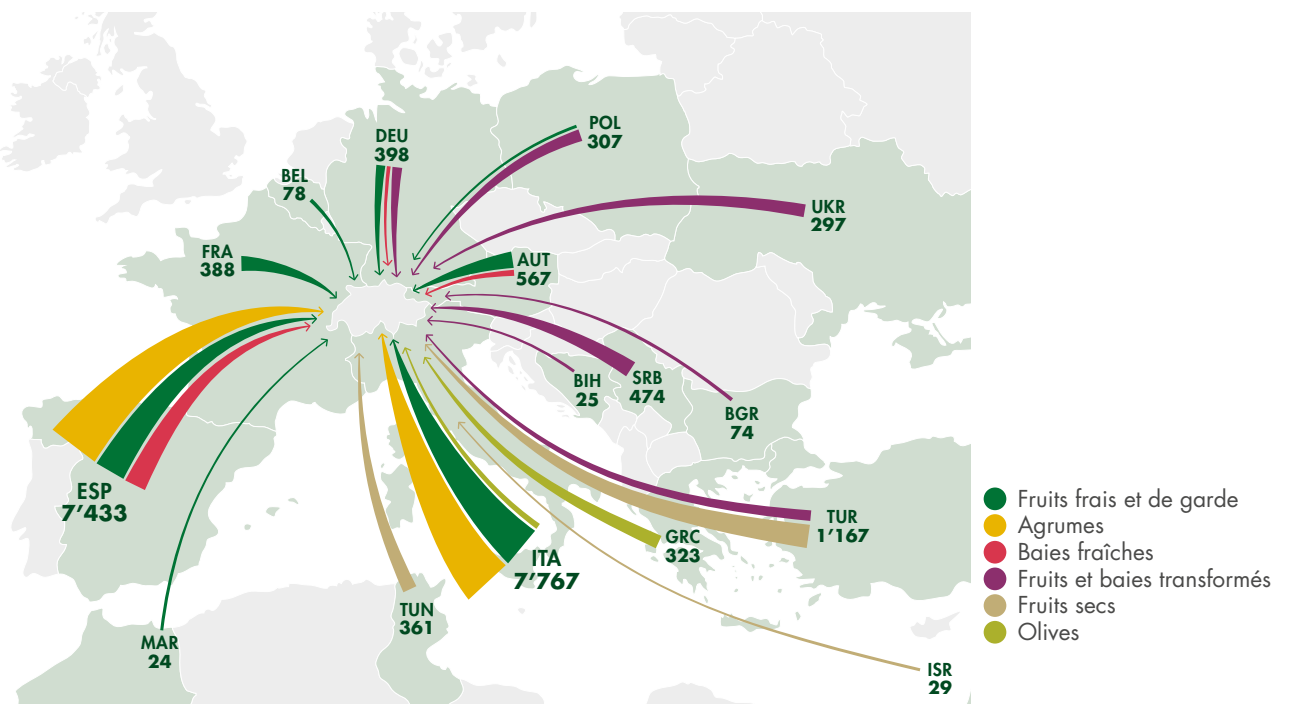 POL
307
DEU
398
BEL
78
UKR
297
FRA
388
AUT
567
BIH
25
SRB
474
BGR
74
ESP
7’433
TUR
1’167
GRC
323
ITA
7’767
TUN
361
MAR
24
ISR
29
Fruits frais et de garde
Agrumes
Baies fraîches
Fruits et baies transformés
Fruits secs
Olives